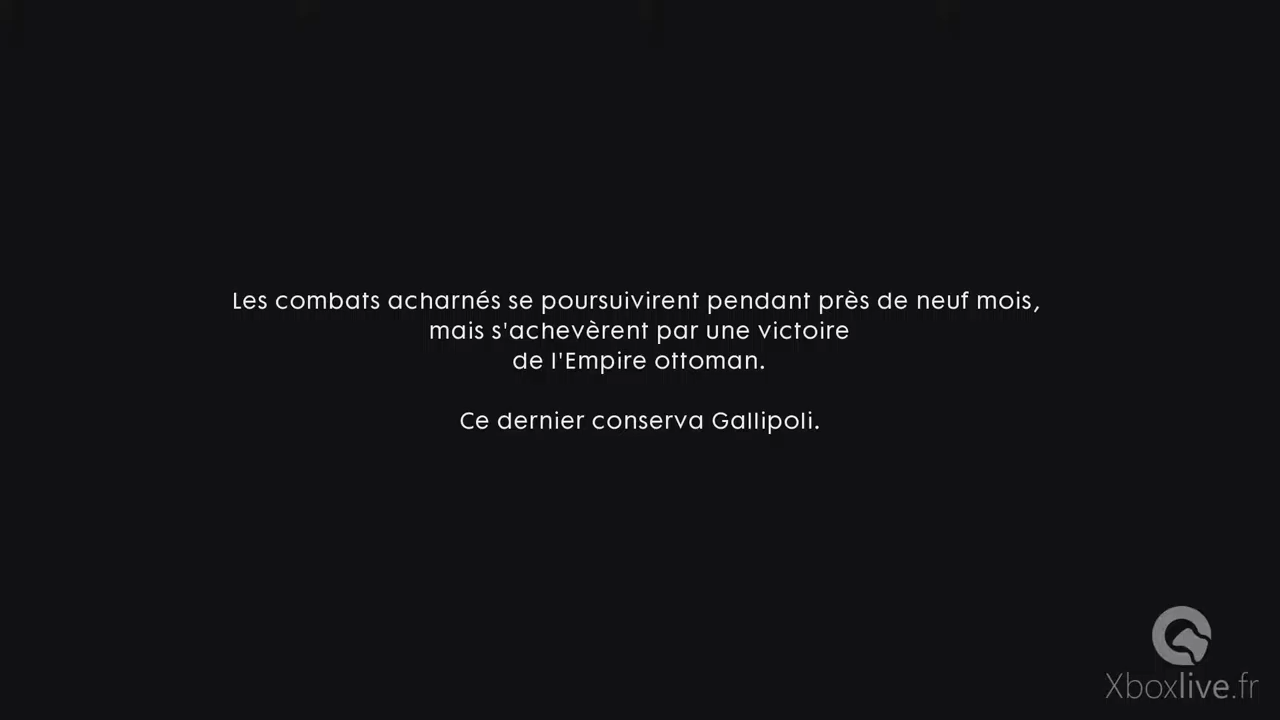 Les combats acharnés se poursuivirent pendant près de neuf mois,
mais s'achevèrent par une victoire
de l'Empire ottoman.
Ce dernier conserva Gallipoli.
Xboxlive.fr